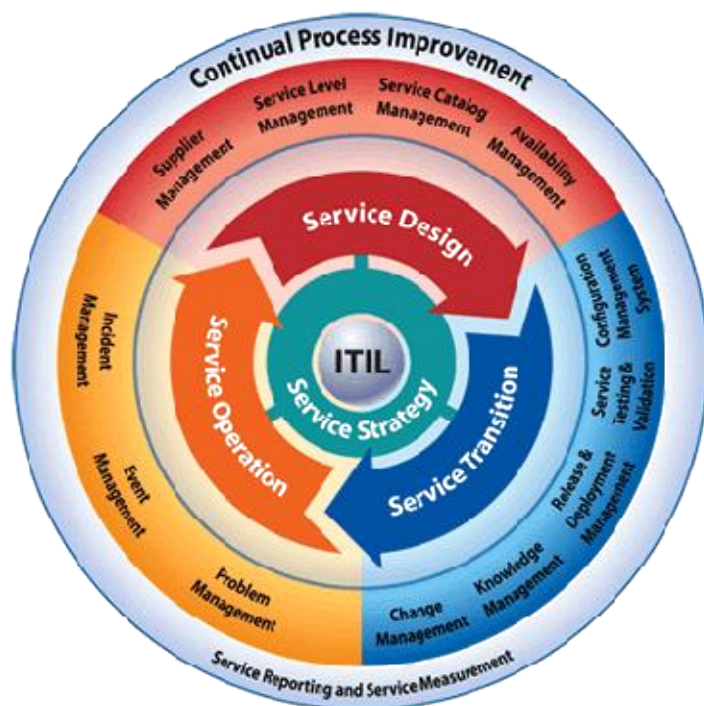 Continual Process Improvement
Supplier
Management
Service Level
Management
Service Catalog
Management
Availability
Management
Configuration
Management
System
Service
Testing &
Validation
Release &
Deployment
Management
Knowledge
Management
Change
Management
Problem
Management
Event
Management
Incident
Management
Service Design
Service Transition
Service Operation
Service Strategy
ITIL
Service Reporting and Service Measurement